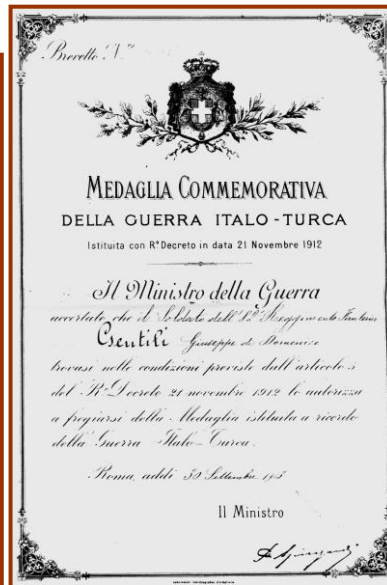 Brevetto N.
MEDAGLIA COMMEMORATIVA
DELLA GUERRA ITALO-TURCA
Istituita con R° Decreto in data 21 Novembre 1912
Il Ministro della Guerra
accertato che il Soldato dell' 82° Reggimento Fanteria
Gentili Giuseppe di Domenico
trovasi nelle condizioni previste dall'articolo
del R° Decreto 21 novembre 1912 lo autorizza
a fregiarsi della Medaglia istituita a ricordo
della Guerra Italo-Turca.
Roma, addì 30 Settembre
Il Ministro